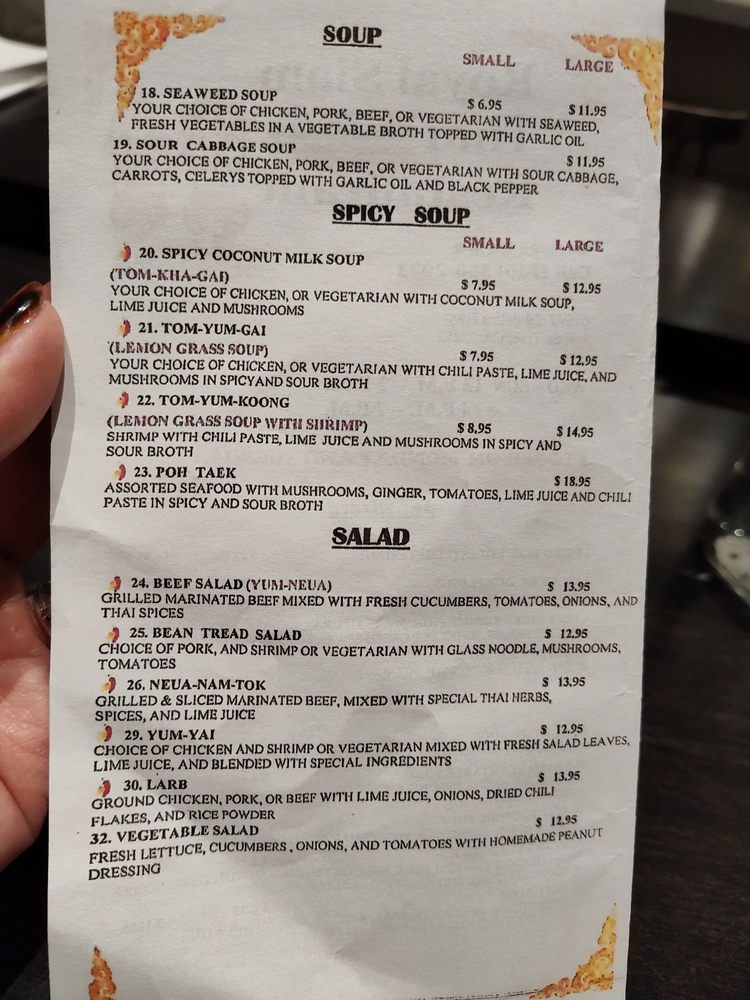 SOUP
SMALL LARGE
18. SEAWEED SOUP $ 6.95 $ 11.95
YOUR CHOICE OF CHICKEN, PORK, BEEF, OR VEGETARIAN WITH SEAWEED,
FRESH VEGETABLES IN A VEGETABLE BROTH TOPPED WITH GARLIC OIL
19. SOUR CABBAGE SOUP $ 11.95
YOUR CHOICE OF CHICKEN, PORK, BEEF, OR VEGETARIAN WITH SOUR CABBAGE,
CARROTS, CELERYS TOPPED WITH GARLIC OIL AND BLACK PEPPER
SPICY SOUP
SMALL LARGE
20. SPICY COCONUT MILK SOUP
(TOM-KHA-GAI) $ 7.95 $ 12.95
YOUR CHOICE OF CHICKEN, OR VEGETARIAN WITH COCONUT MILK SOUP,
LIME JUICE AND MUSHROOMS
21. TOM-YUM-GAI
(LEMON GRASS SOUP) $ 7.95 $ 12.95
YOUR CHOICE OF CHICKEN, OR VEGETARIAN WITH CHILI PASTE, LIME JUICE, AND
MUSHROOMS IN SPICYAND SOUR BROTH
22. TOM-YUM-KOONG
(LEMON GRASS SOUP WITH SHRIMP) $ 8,95 $ 14.95
SHRIMP WITH CHILI PASTE, LIME JUICE AND MUSHROOMS IN SPICY AND
SOUR BROTH
23. POH TAEK $ 18.95
ASSORTED SEAFOOD WITH MUSHROOMS, GINGER, TOMATOES, LIME JUICE AND CHILI
PASTE IN SPICY AND SOUR BROTH
SALAD
24. BEEF SALAD (YUM-NEUA) $ 13.95
GRILLED MARINATED BEEF MIXED WITH FRESH CUCUMBERS, TOMATOES, ONIONS, AND
THAI SPICES
25. BEAN TREAD SALAD $ 12.95
CHOICE OF PORK, AND SHRIMP OR VEGETARIAN WITH GLASS NOODLE, MUSHROOMS,
TOMATOES
26. NEUA-NAM-TOK $ 13.95
GRILLED & SLICED MARINATED BEEF, MIXED WITH SPECIAL THAI HERBS,
SPICES, AND LIME JUICE
29. YUM-YAI $ 12.95
CHOICE OF CHICKEN AND SHRIMP OR VEGETARIAN MIXED WITH FRESH SALAD LEAVES,
LIME JUICE, AND BLENDED WITH SPECIAL INGREDIENTS
30. LARB $ 13.95
GROUND CHICKEN, PORK, OR BEEF WITH LIME JUICE, ONIONS, DRIED CHILI
FLAKES, AND RICE POWDER
32. VEGETABLE SALAD $ 12.95
FRESH LETTUCE, CUCUMBERS , ONIONS, AND TOMATOES WITH HOMEMADE PEANUT
DRESSING